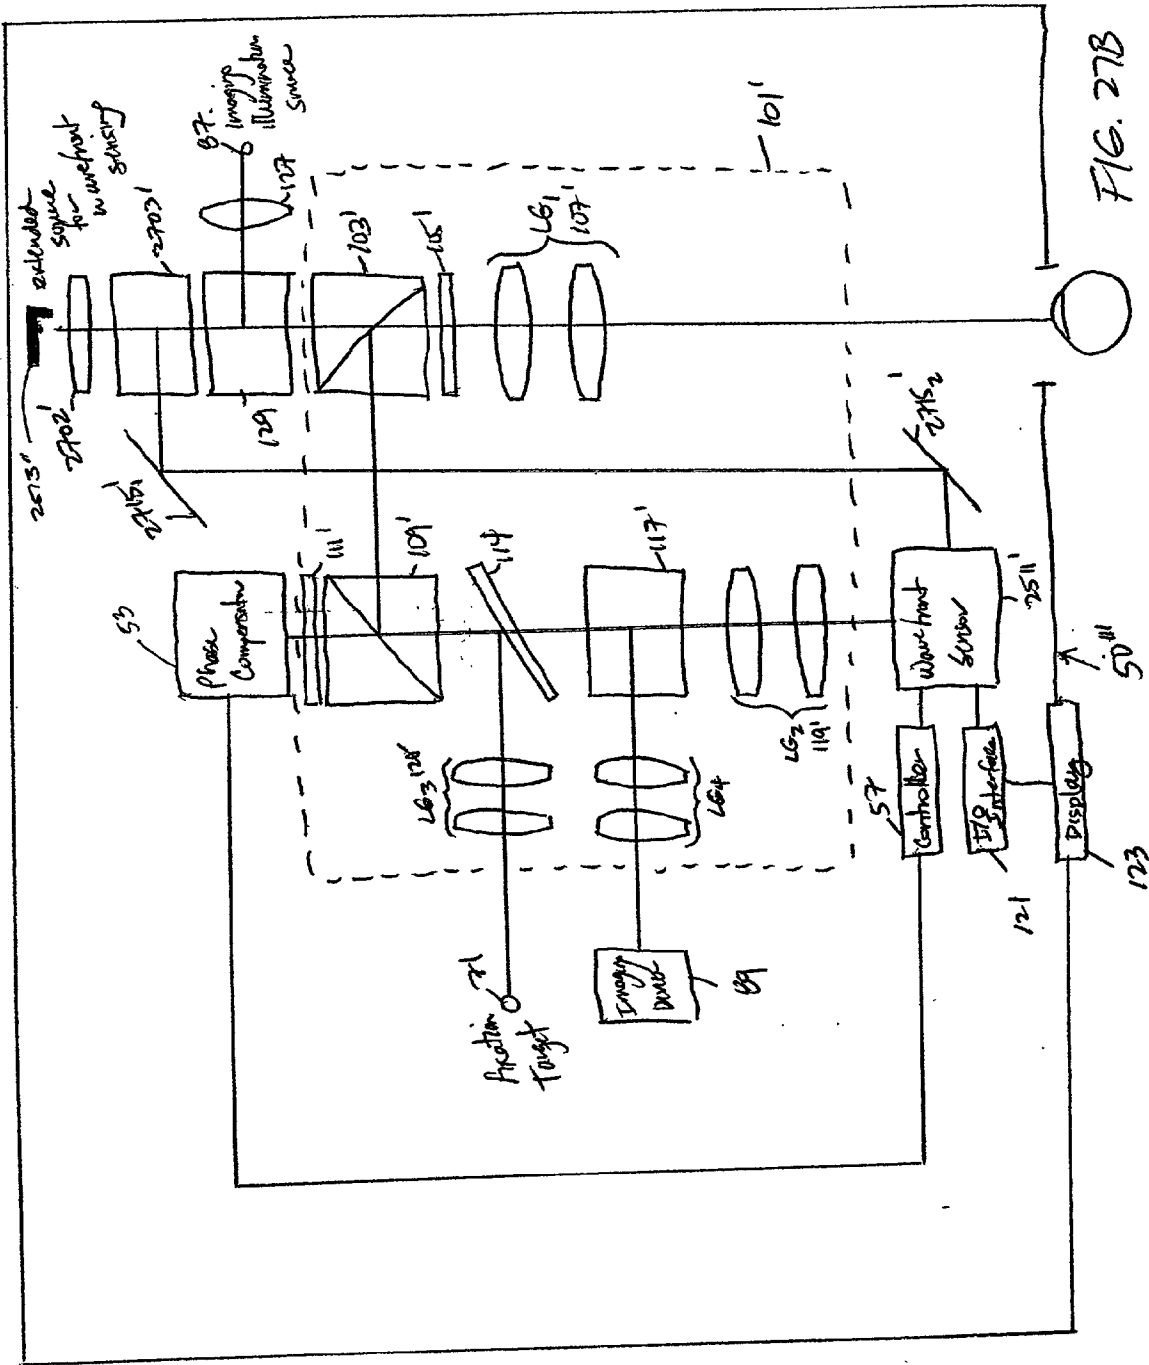 2513"
extended
source
for
wavefront
sensing
2702'
2703'
87.
Imaging
illumination
source
127
129
103'
105'
101'
LG1
107'
2715₁'
2715₂'
53
Phase
Compensator
111'
109'
114
117'
LG3 120'
LG4
LG2
119'
fixation
Target
71
Imaging
Device
89
Wavefront
Sensor
2511'
57
Controller
I/O
Interface
121
Display
123
50'''
FIG. 27B